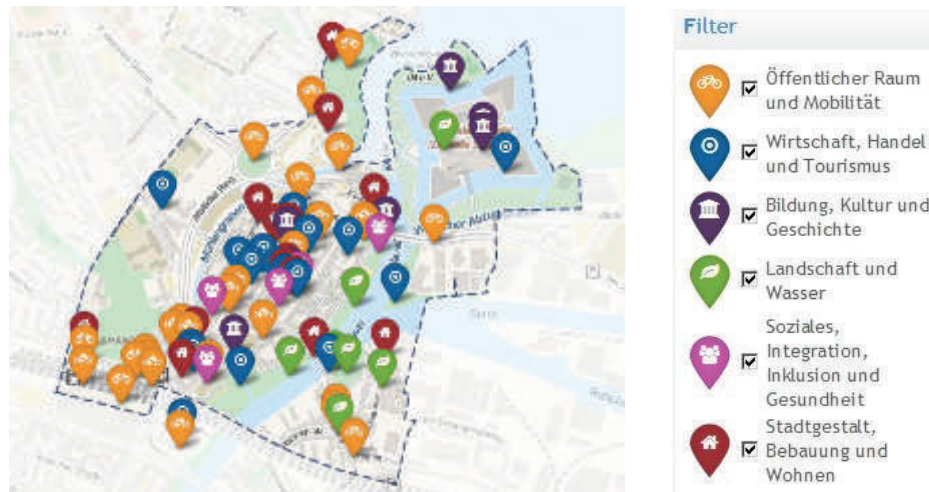 Filter
Öffentlicher Raum
und Mobilität
Wirtschaft, Handel
und Tourismus
Bildung, Kultur und
Geschichte
Landschaft und
Wasser
Soziales,
Integration,
Inklusion und
Gesundheit
Stadtgestalt,
Bebauung und
Wohnen